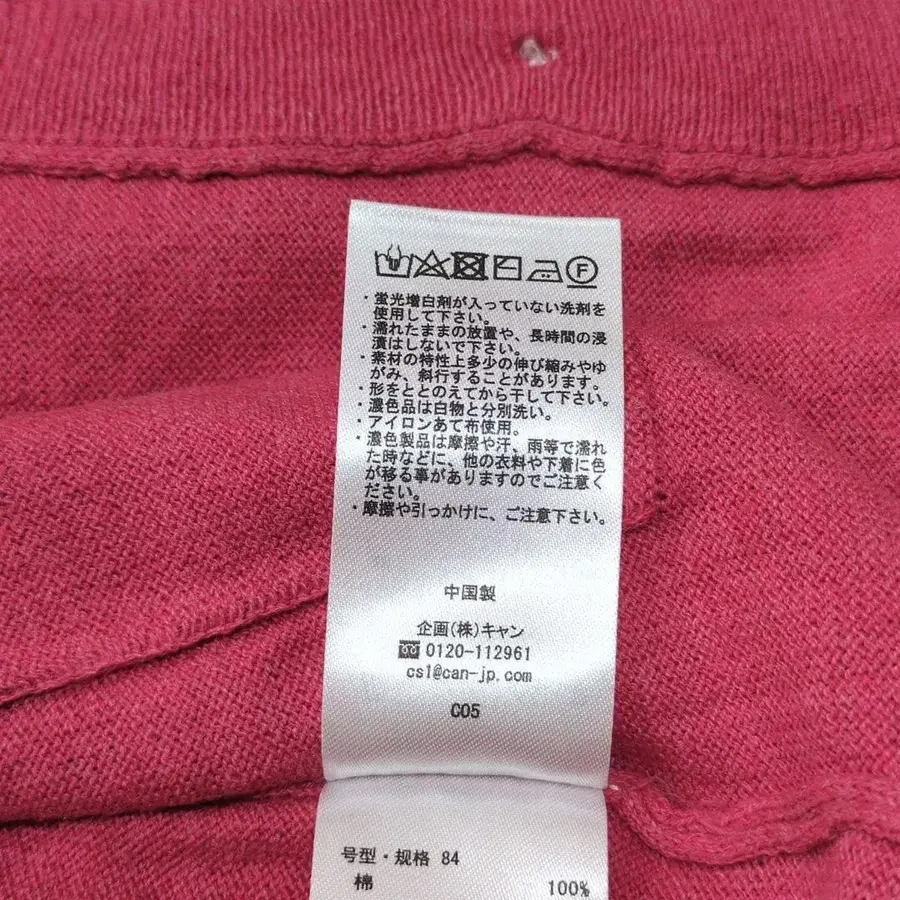 F
・蛍光増白剤が入っていない洗剤を
使用して下さい。
・濡れたままの放置や、長時間の浸
漬はしないで下さい。
・素材の特性上多少の伸び縮みやゆ
がみ、斜行することがあります。
・形をととのえてから干して下さい。
・濃色品は白物と分別洗い。
・アイロンあて布使用。
・濃色製品は摩擦や汗、雨等で濡れ
た時などに、他の衣料や下着に色
が移る事がありますのでご注意く
ださい。
・摩擦や引っかけに、ご注意下さい。
中国製
企画(株)キャン
0120-112961
cs1@can-jp.com
C05
号型・规格 84
棉 100%